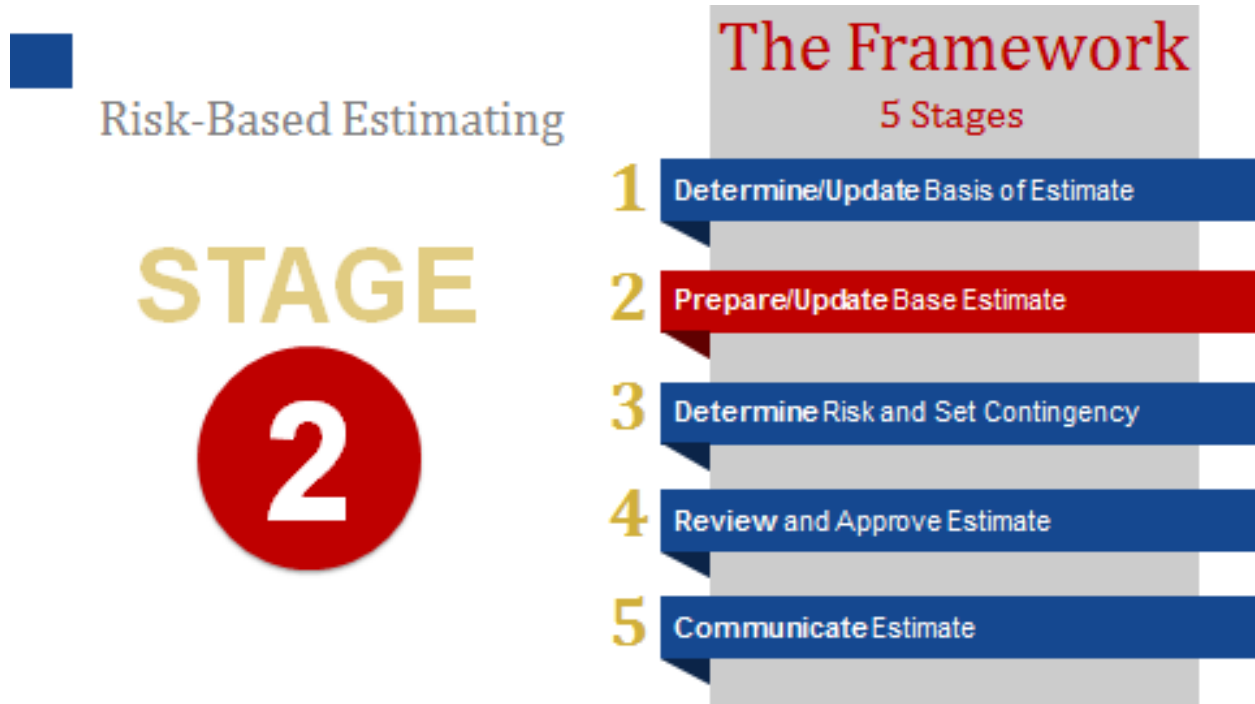 Risk-Based Estimating
STAGE
2
The Framework
5 Stages
1 Determine/Update Basis of Estimate
2 Prepare/Update Base Estimate
3 Determine Risk and Set Contingency
4 Review and Approve Estimate
5 Communicate Estimate